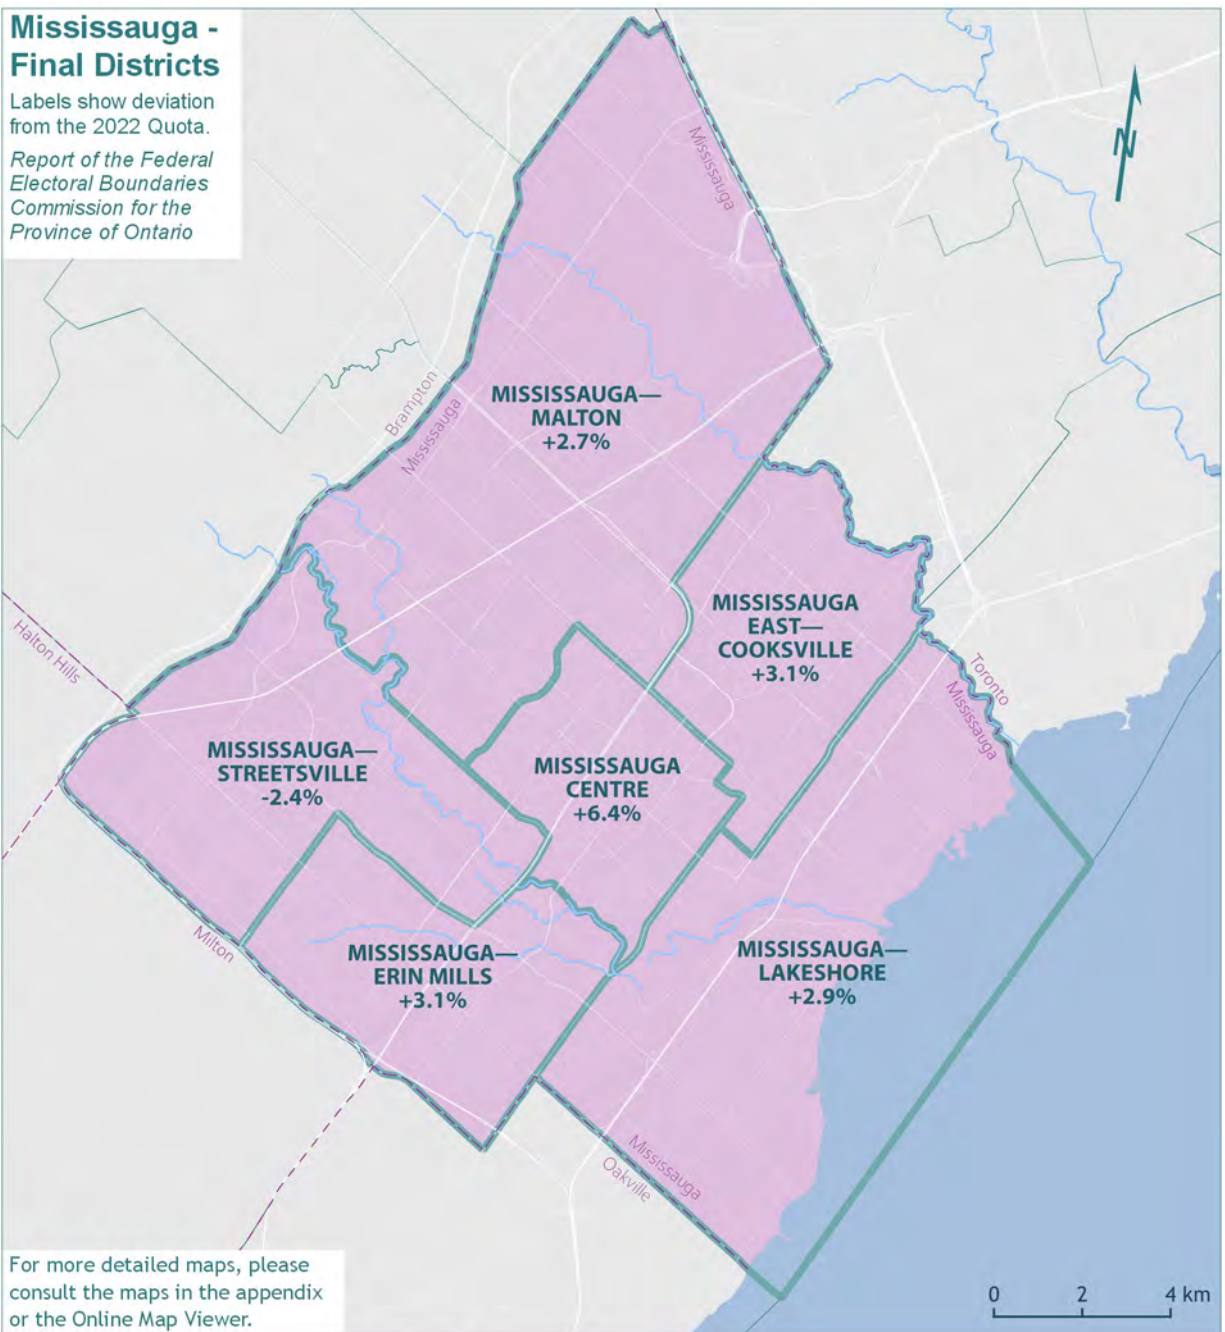 Mississauga -
Final Districts
Labels show deviation
from the 2022 Quota.
Report of the Federal
Electoral Boundaries
Commission for the
Province of Ontario
N
Mississauga
Brampton
Mississauga
MISSISSAUGA—
MALTON
+2.7%
MISSISSAUGA
EAST—
COOKSVILLE
+3.1%
Halton Hills
Toronto
Mississauga
MISSISSAUGA—
STREETSVILLE
-2.4%
MISSISSAUGA
CENTRE
+6.4%
Milton
MISSISSAUGA—
ERIN MILLS
+3.1%
MISSISSAUGA—
LAKESHORE
+2.9%
Mississauga
Oakville
For more detailed maps, please
consult the maps in the appendix
or the Online Map Viewer.
0 2 4 km